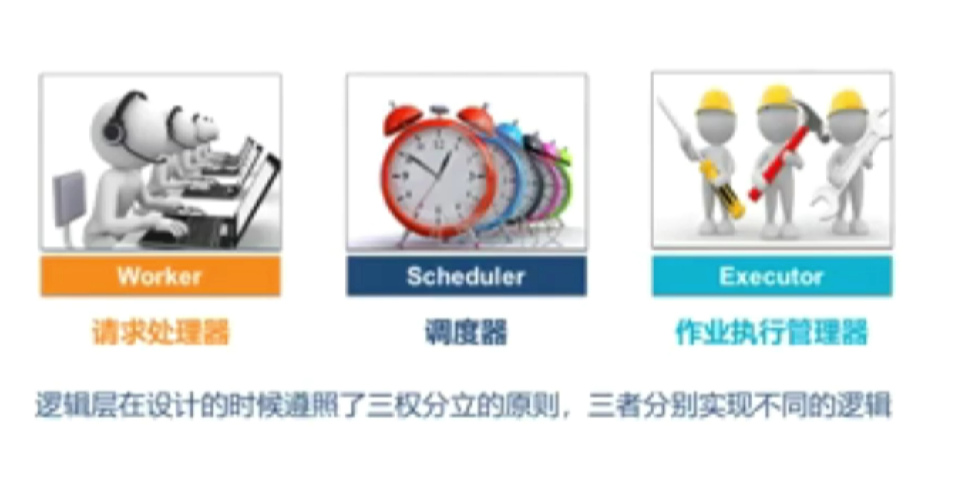 Worker
Scheduler
Executor
请求处理器
调度器
作业执行管理器
逻辑层在设计的时候遵照了三权分立的原则，三者分别实现不同的逻辑